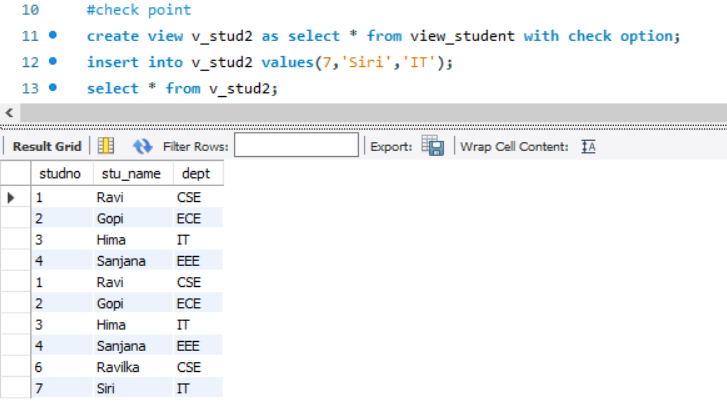 10 #check point
11 create view v_stud2 as select * from view_student with check option;
12 insert into v_stud2 values(7,'Siri','IT');
13 select * from v_stud2;
Result Grid Filter Rows: Export: Wrap Cell Content: IA
studno stu_name dept
1 Ravi CSE
2 Gopi ECE
3 Hima IT
4 Sanjana EEE
1 Ravi CSE
2 Gopi ECE
3 Hima IT
4 Sanjana EEE
6 Ravilka CSE
7 Siri IT